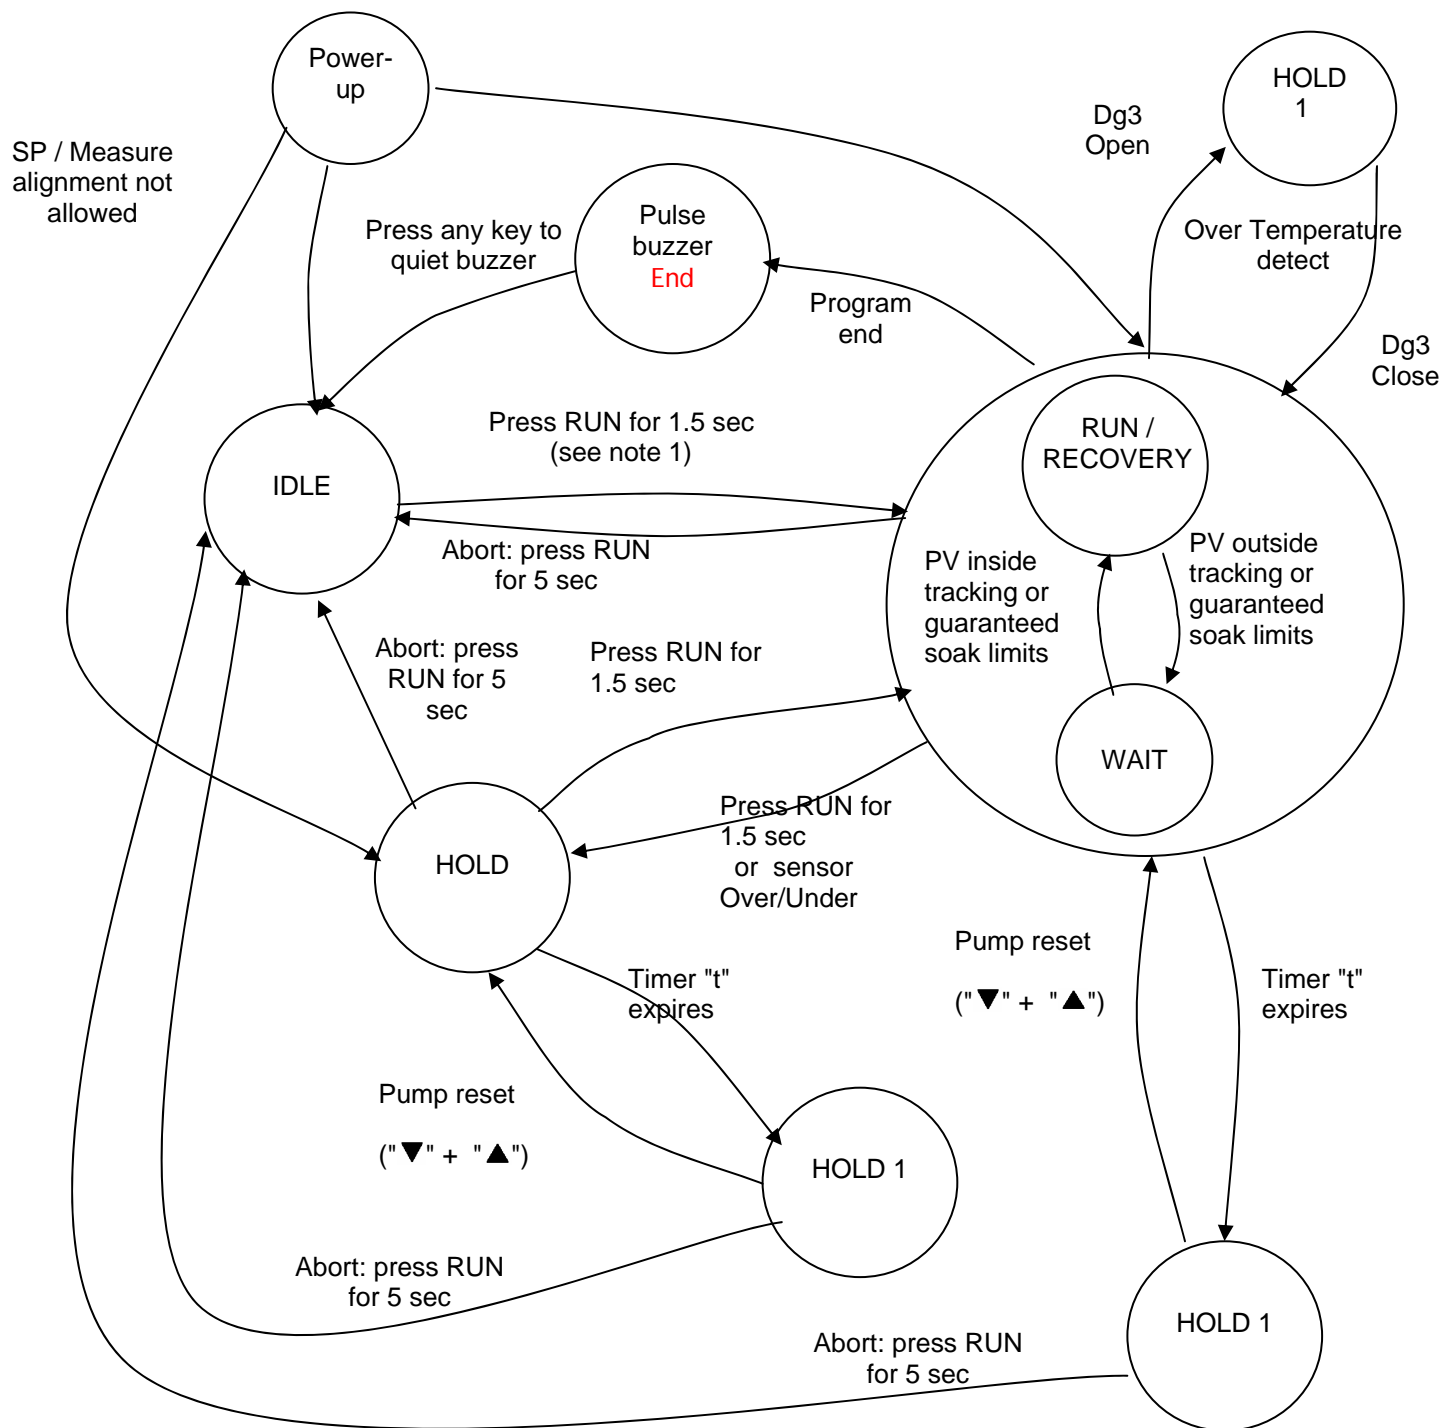 Power-
up
HOLD
1
Dg3
Open
SP / Measure
alignment not
allowed
Press any key to
quiet buzzer
Pulse
buzzer
End
Over Temperature
detect
Program
end
Dg3
Close
Press RUN for 1.5 sec
(see note 1)
RUN /
RECOVERY
IDLE
Abort: press RUN
for 5 sec
PV inside
tracking or
guaranteed
soak limits
PV outside
tracking or
guaranteed
soak limits
Abort: press
RUN for 5
sec
Press RUN for
1.5 sec
WAIT
Press RUN for
1.5 sec
or sensor
Over/Under
HOLD
Pump reset
("▼" + "▲")
Timer "t"
expires
Timer "t"
expires
Pump reset
("▼" + "▲")
HOLD 1
Abort: press RUN
for 5 sec
HOLD 1
Abort: press RUN
for 5 sec